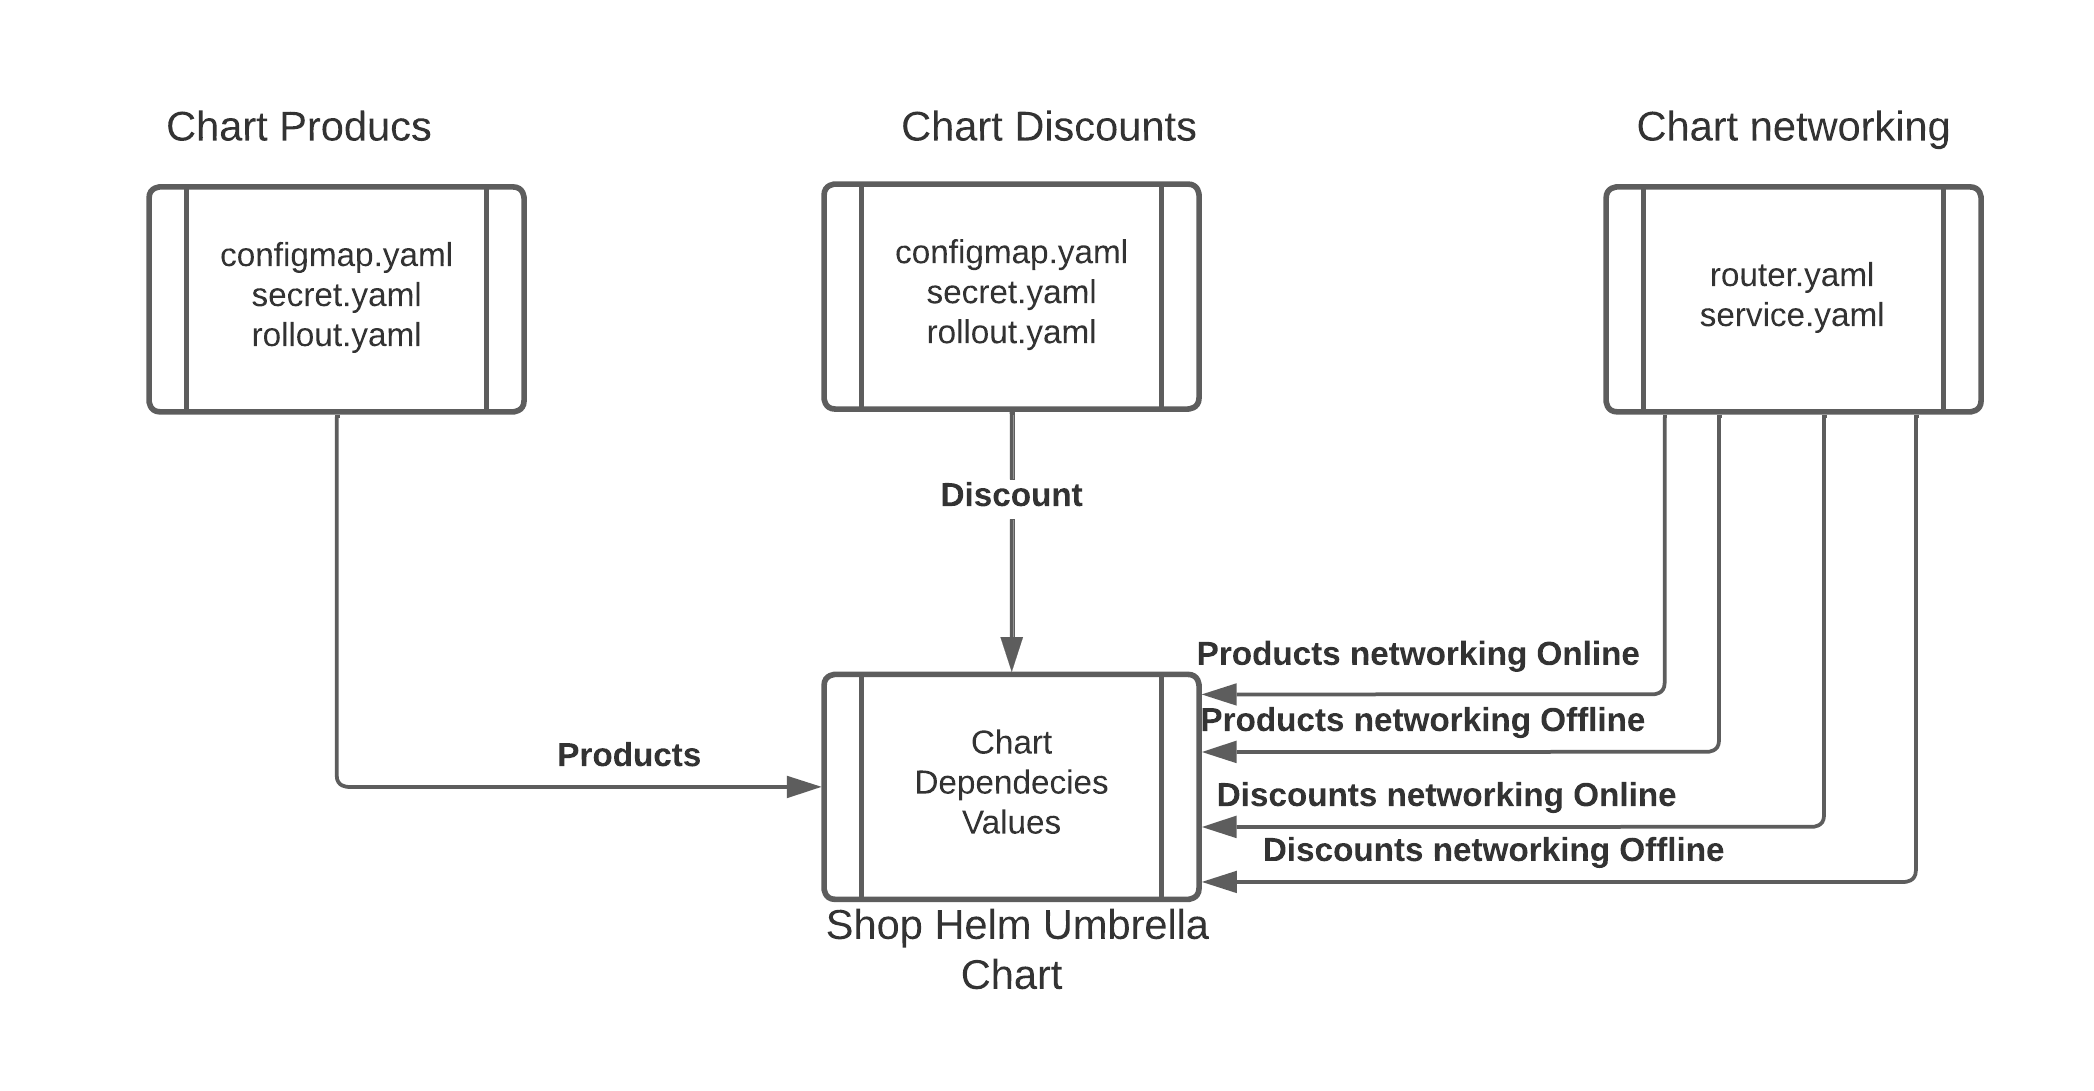 Chart Producs
Chart Discounts
Chart networking
configmap.yaml
secret.yaml
rollout.yaml
configmap.yaml
secret.yaml
rollout.yaml
router.yaml
service.yaml
Discount
Products
Products networking Online
Products networking Offline
Discounts networking Online
Discounts networking Offline
Chart
Dependecies
Values
Shop Helm Umbrella
Chart